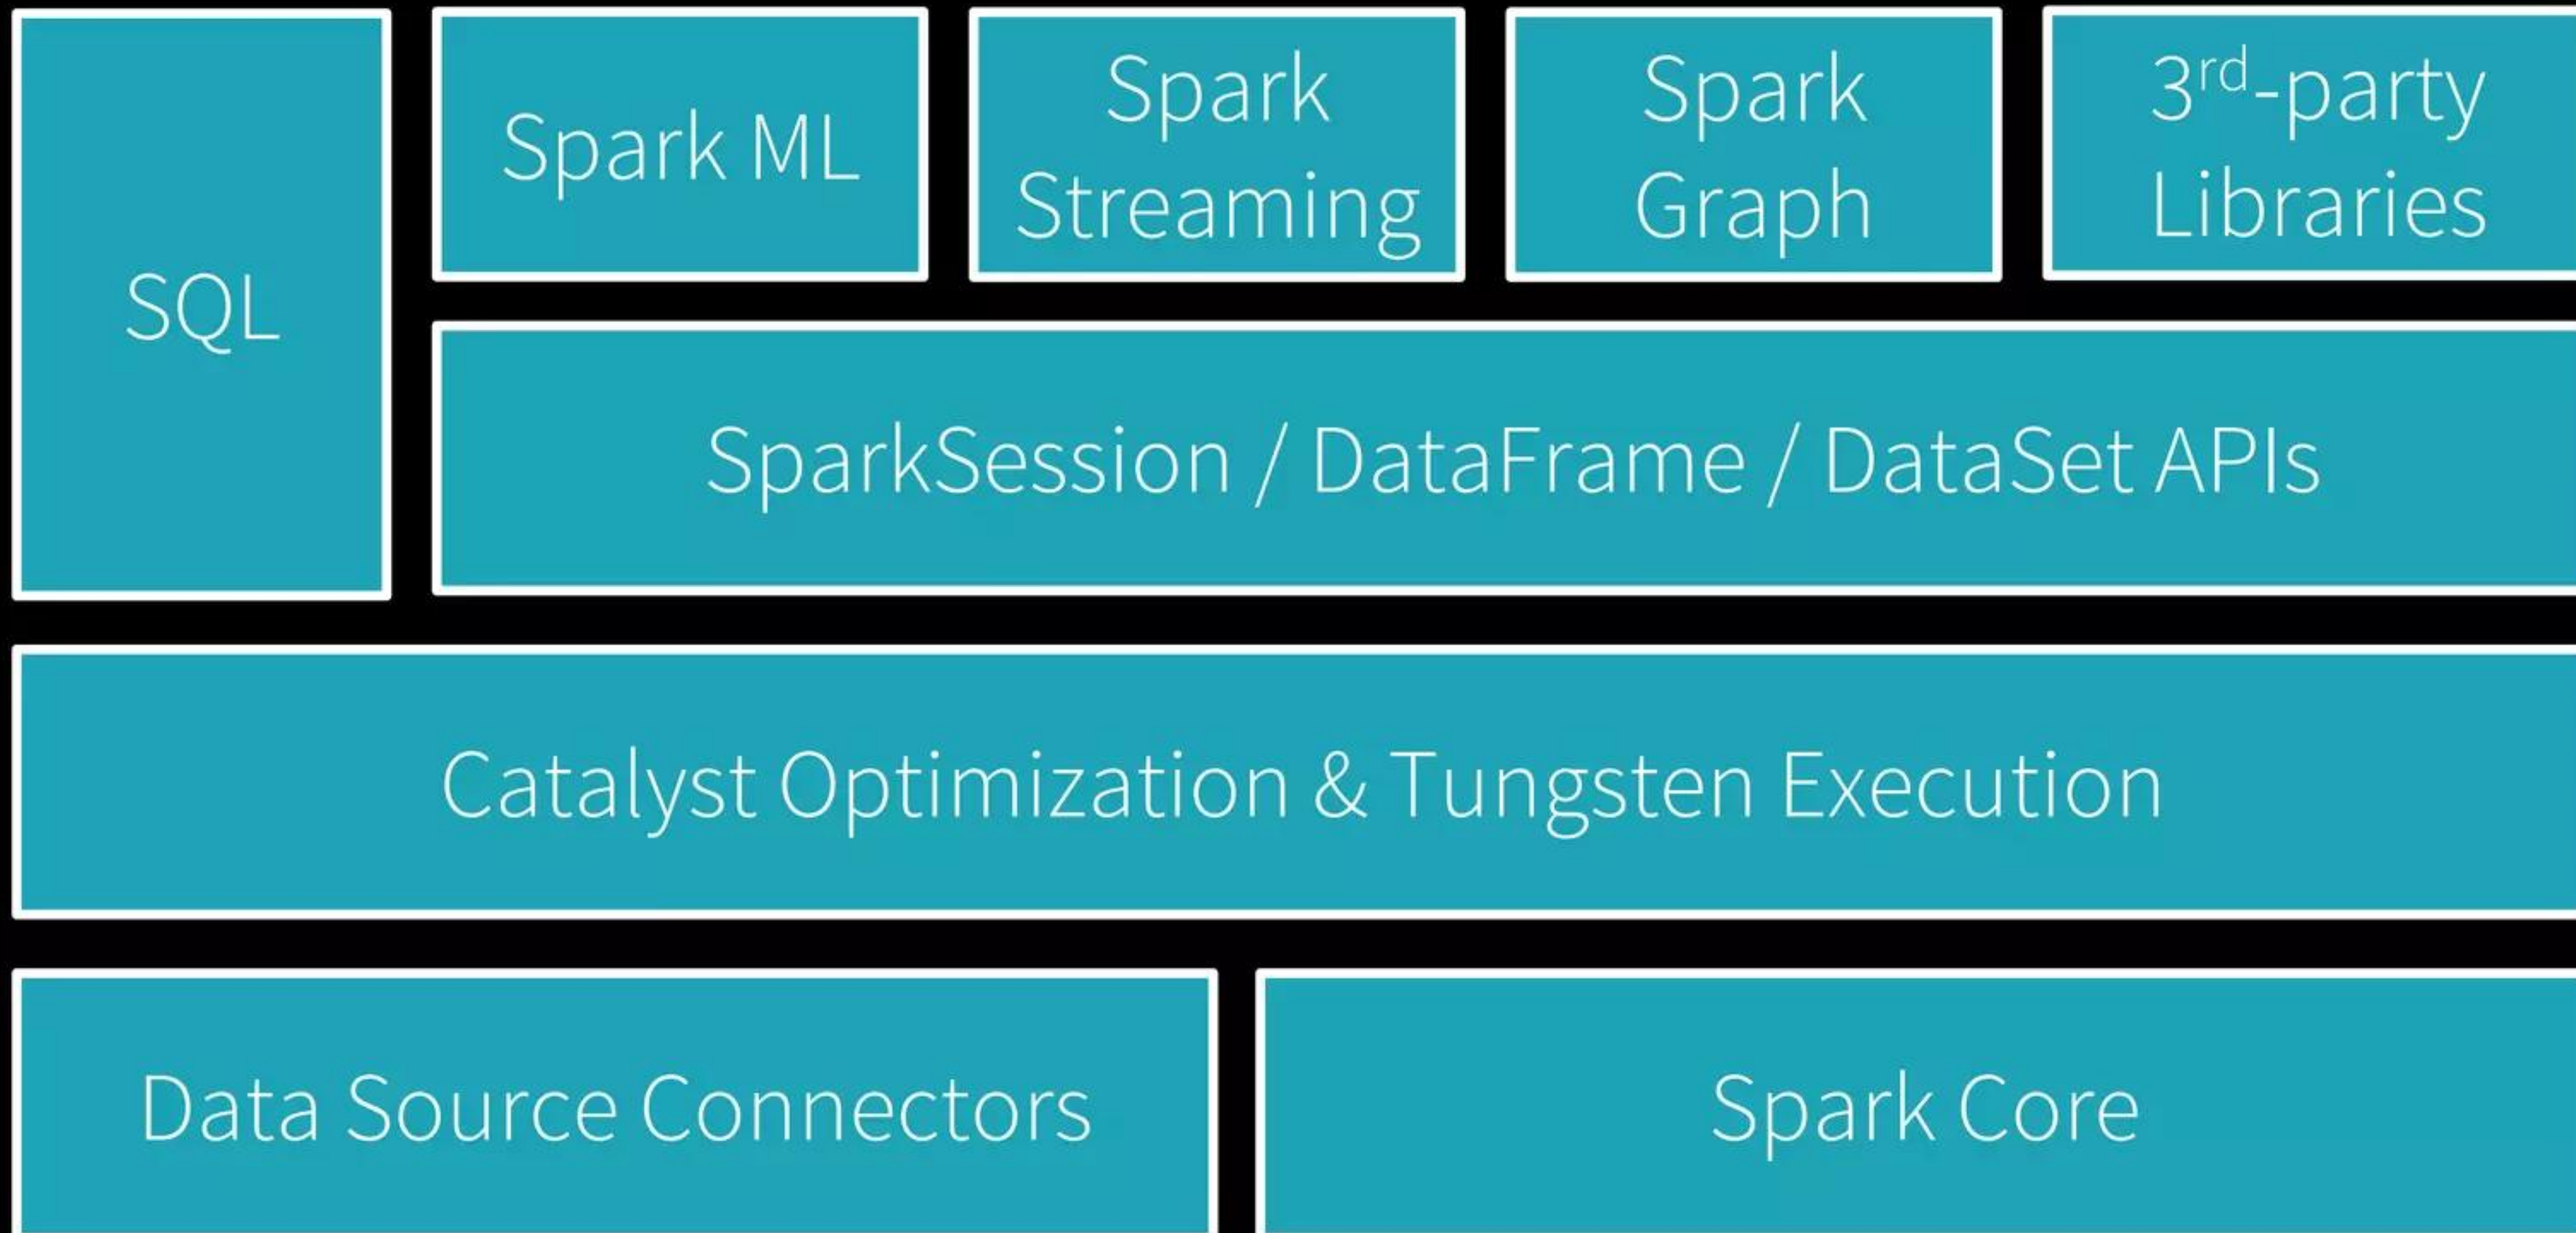 SQL
Spark ML
Spark
Streaming
Spark
Graph
3rd-party
Libraries
SparkSession / DataFrame / DataSet APIs
Catalyst Optimization & Tungsten Execution
Data Source Connectors
Spark Core